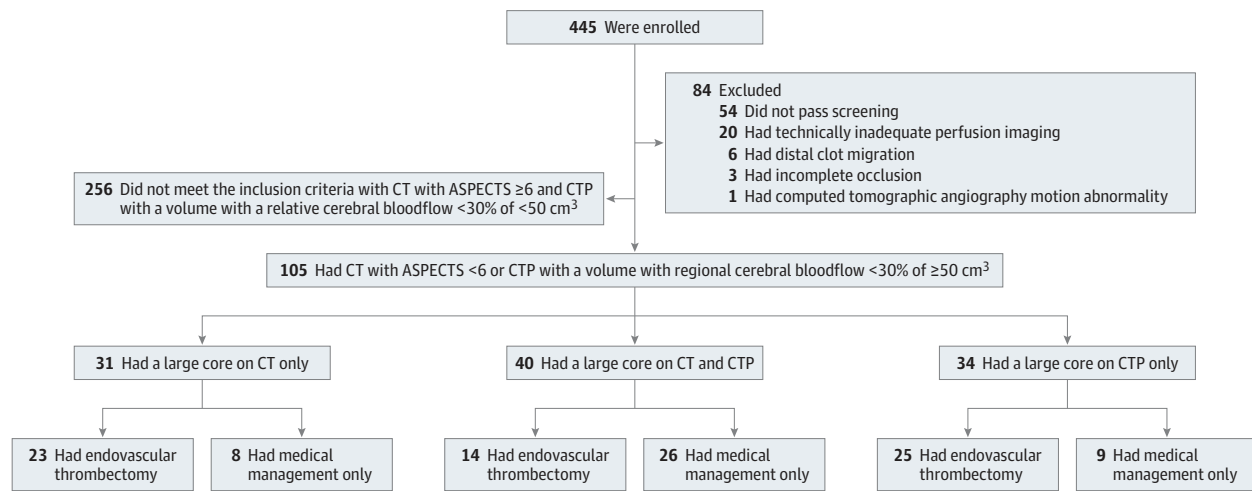 445 Were enrolled
84 Excluded
54 Did not pass screening
20 Had technically inadequate perfusion imaging
6 Had distal clot migration
3 Had incomplete occlusion
1 Had computed tomographic angiography motion abnormality
256 Did not meet the inclusion criteria with CT with ASPECTS ≥6 and CTP
with a volume with a relative cerebral bloodflow <30% of <50 cm³
105 Had CT with ASPECTS <6 or CTP with a volume with regional cerebral bloodflow <30% of ≥50 cm³
31 Had a large core on CT only
40 Had a large core on CT and CTP
34 Had a large core on CTP only
23 Had endovascular
thrombectomy
8 Had medical
management only
14 Had endovascular
thrombectomy
26 Had medical
management only
25 Had endovascular
thrombectomy
9 Had medical
management only